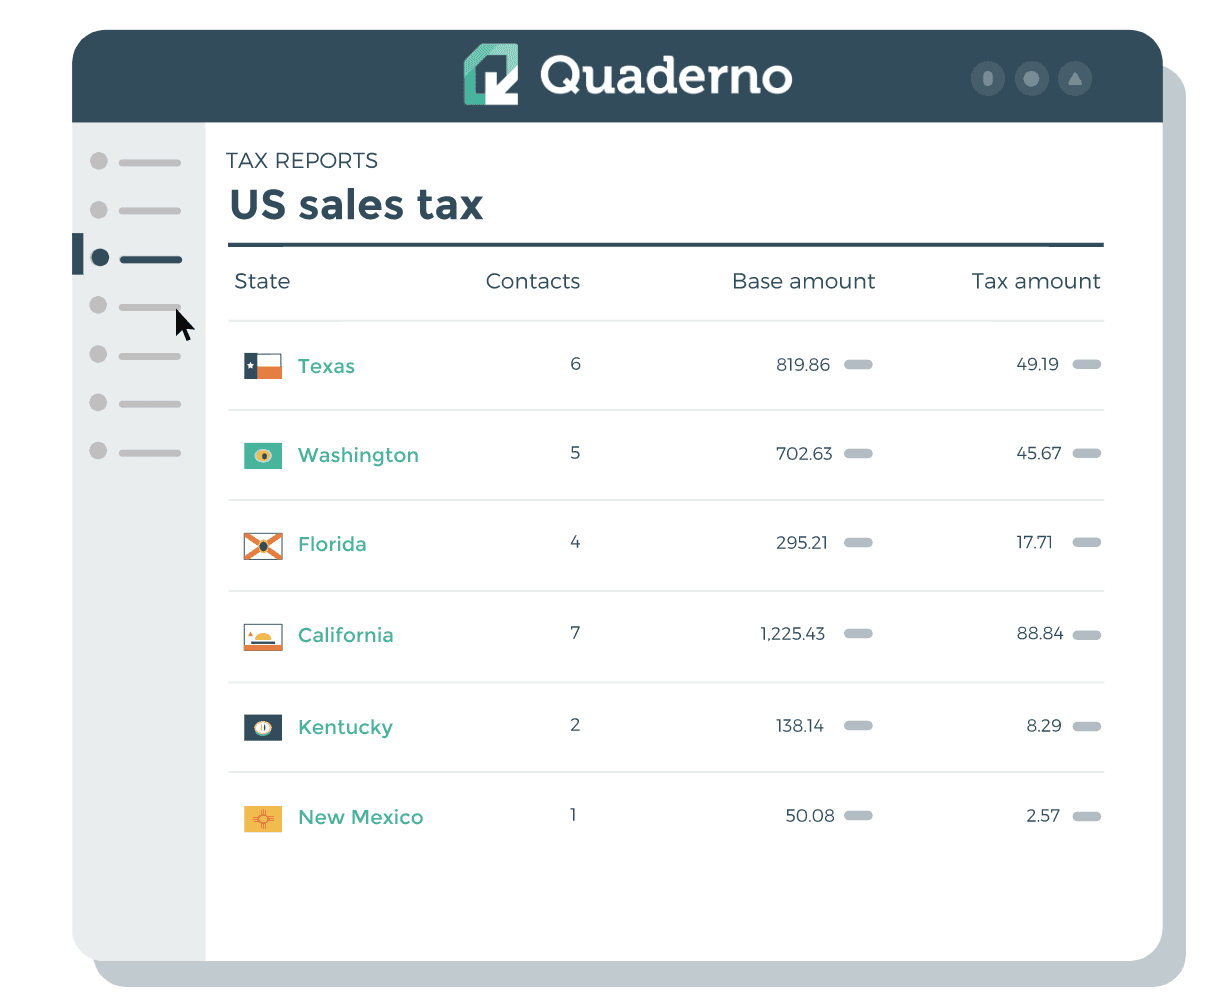 Quaderno
TAX REPORTS
US sales tax
State Contacts Base amount Tax amount
Texas 6 819.86 49.19
Washington 5 702.63 45.67
Florida 4 295.21 17.71
California 7 1,225.43 88.84
Kentucky 2 138.14 8.29
New Mexico 1 50.08 2.57